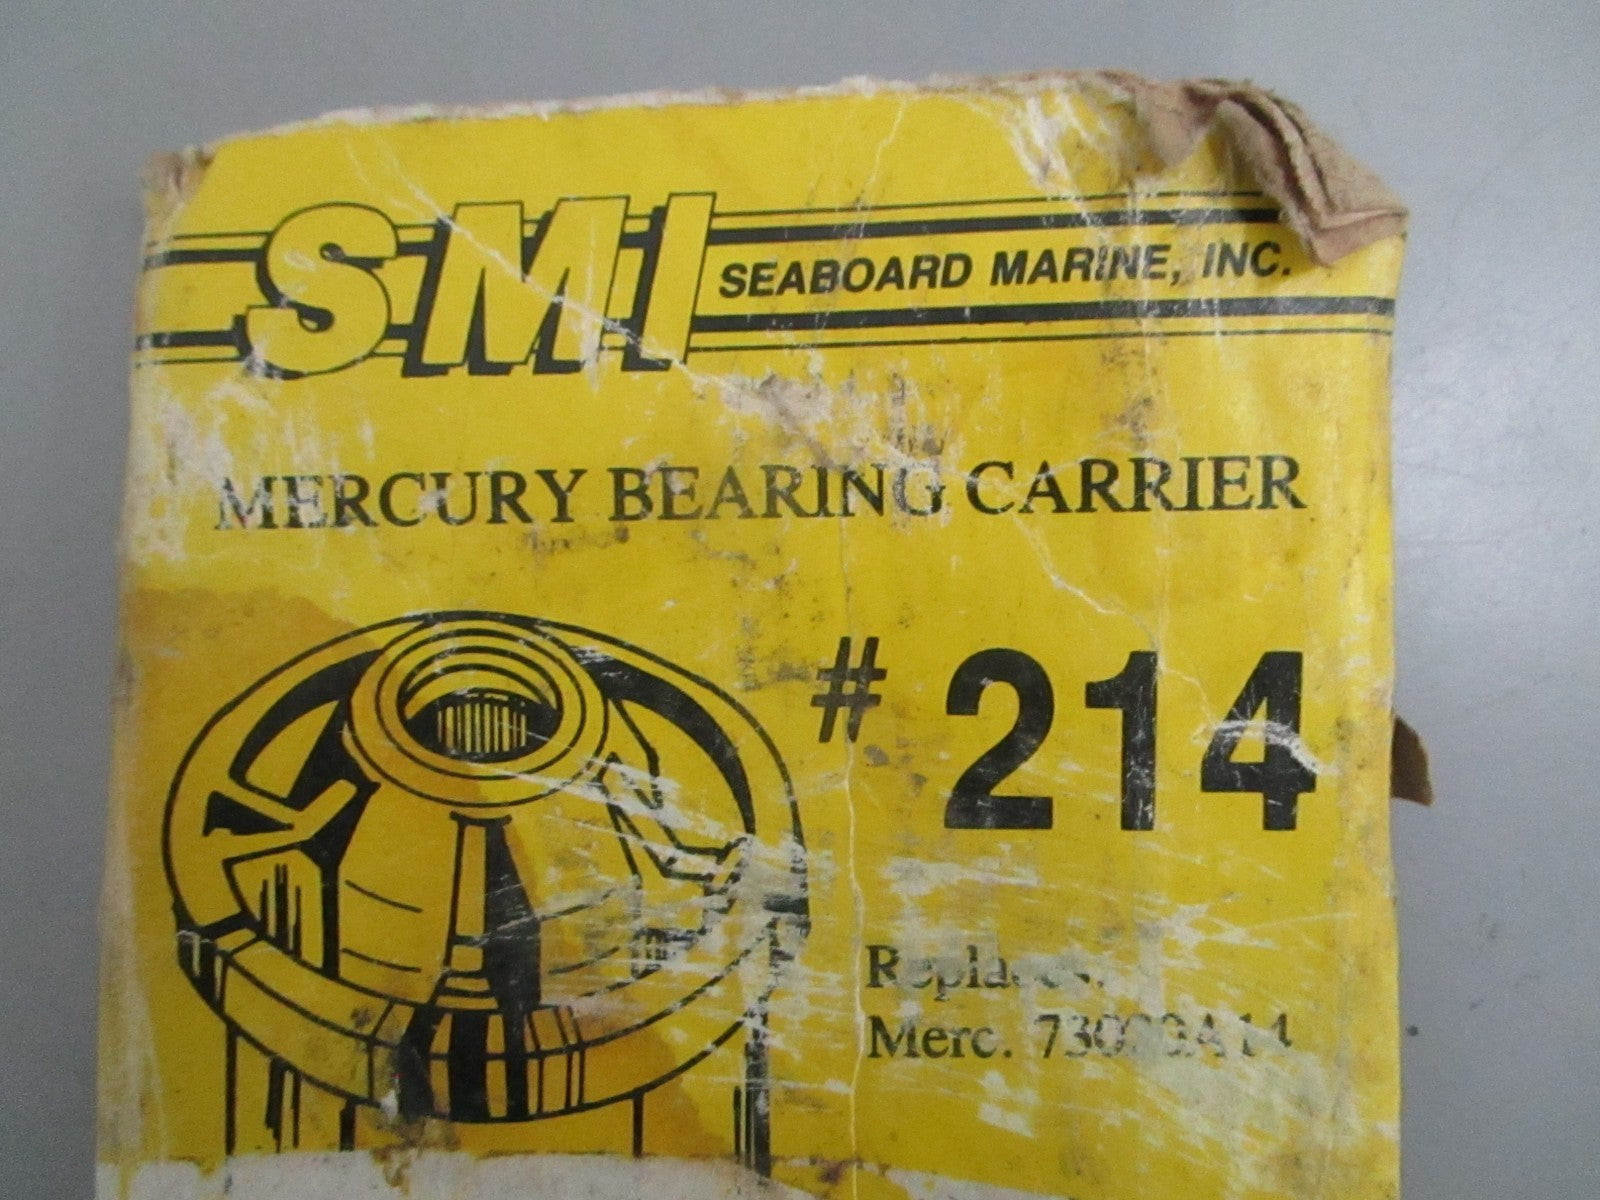 SMI SEABOARD MARINE, INC.
MERCURY BEARING CARRIER
# 214
Merc.